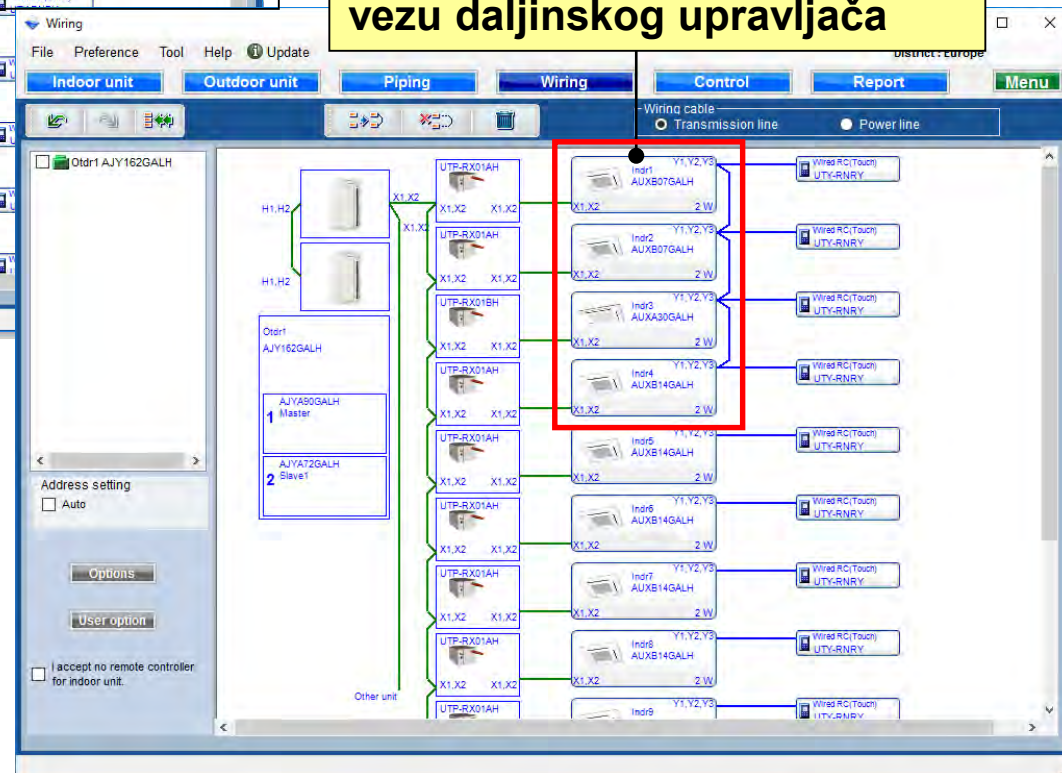 vezu daljinskog upravljača
Wiring
File Preference Tool Help Update
District : Europe
Indoor unit Outdoor unit Piping Wiring Control Report Menu
Wiring cable
Transmission line Power line
Otdr1 AJY162GALH
Address setting
Auto
Options
User option
I accept no remote controller
for indoor unit.
H1,H2
X1,X2
H1,H2
Otdr1
AJY162GALH
AJYA90GALH
1 Master
AJYA72GALH
2 Slave1
Other unit
UTP-RX01AH
X1,X2 X1,X2
UTP-RX01AH
X1,X2 X1,X2
UTP-RX01BH
X1,X2 X1,X2
UTP-RX01AH
X1,X2 X1,X2
UTP-RX01AH
X1,X2 X1,X2
UTP-RX01AH
X1,X2 X1,X2
UTP-RX01AH
X1,X2 X1,X2
UTP-RX01AH
X1,X2 X1,X2
UTP-RX01AH
Y1,Y2,Y3
Indr1
AUXB07GALH
X1,X2 2 W
Y1,Y2,Y3
Indr2
AUXB07GALH
X1,X2 2 W
Y1,Y2,Y3
Indr3
AUXA30GALH
X1,X2 2 W
Y1,Y2,Y3
Indr4
AUXB14GALH
X1,X2 2 W
Y1,Y2,Y3
Indr5
AUXB14GALH
X1,X2 2 W
Y1,Y2,Y3
Indr6
AUXB14GALH
X1,X2 2 W
Y1,Y2,Y3
Indr7
AUXB14GALH
X1,X2 2 W
Y1,Y2,Y3
Indr8
AUXB14GALH
X1,X2 2 W
Y1,Y2,Y3
Indr9
Wired RC(Touch)
UTY-RNRY
Wired RC(Touch)
UTY-RNRY
Wired RC(Touch)
UTY-RNRY
Wired RC(Touch)
UTY-RNRY
Wired RC(Touch)
UTY-RNRY
Wired RC(Touch)
UTY-RNRY
Wired RC(Touch)
UTY-RNRY
Wired RC(Touch)
UTY-RNRY
Wired RC(Touch)
UTY-RNRY